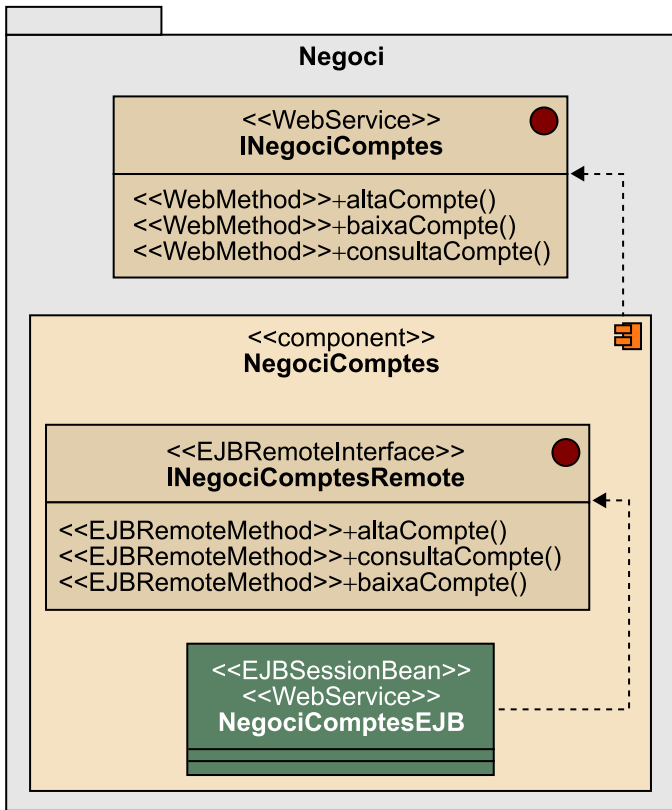 Negoci
<<WebService>>
INegociComptes
<<WebMethod>>+altaCompte()
<<WebMethod>>+baixaCompte()
<<WebMethod>>+consultaCompte()
<<component>>
NegociComptes
<<EJBRemoteInterface>>
INegociComptesRemote
<<EJBRemoteMethod>>+altaCompte()
<<EJBRemoteMethod>>+consultaCompte()
<<EJBRemoteMethod>>+baixaCompte()
<<EJBSessionBean>>
<<WebService>>
NegociComptesEJB